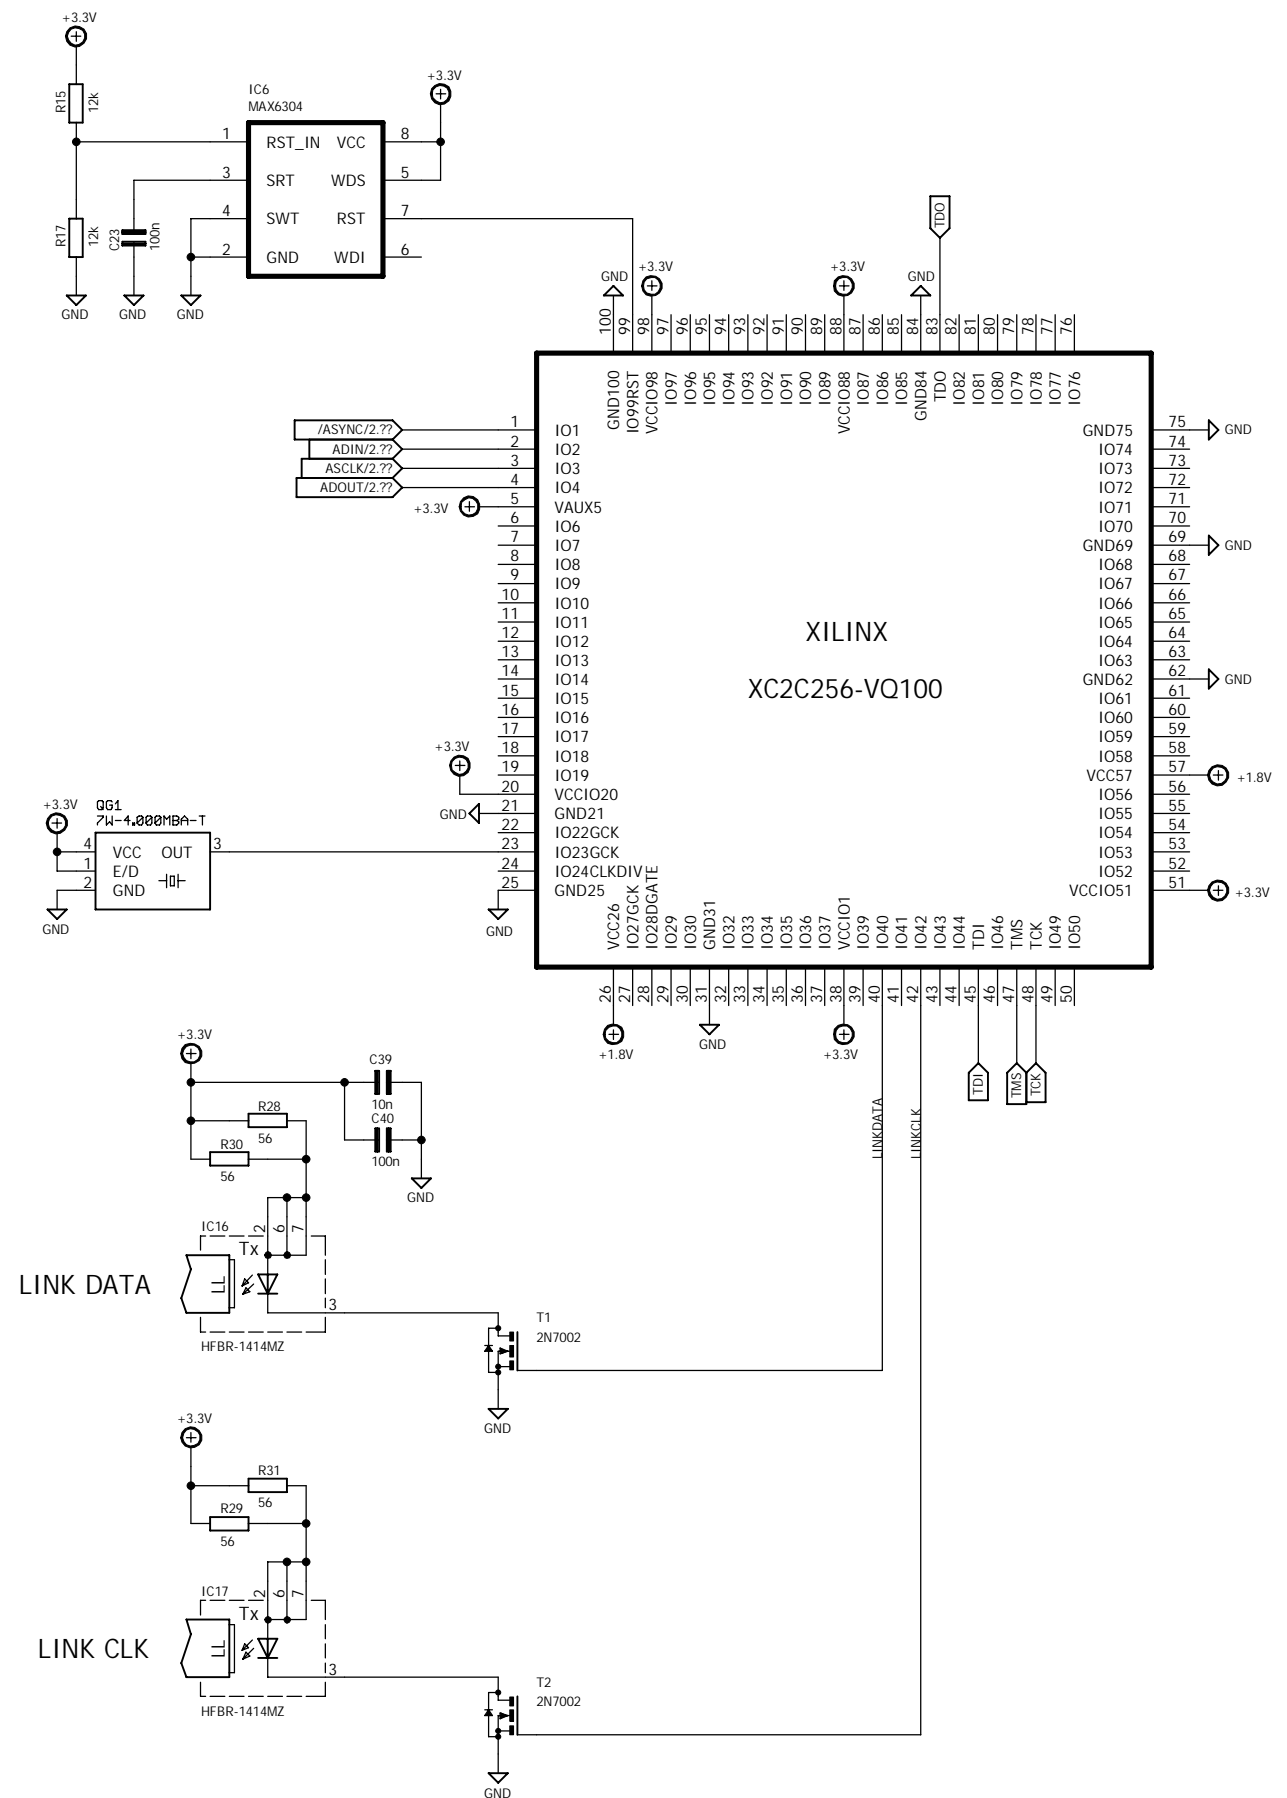 +3.3V
R15
12k
R17
12k
GND
C23
100n
GND
GND
IC6
MAX6304
1 RST_IN VCC 8
3 SRT WDS 5
4 SWT RST 7
2 GND WDI 6
+3.3V
TDO
GND
+3.3V
+3.3V
GND
100 99 98 97 96 95 94 93 92 91 90 89 88 87 86 85 84 83 82 81 80 79 78 77 76
GND100 IO99RST VCCIO98 IO97 IO96 IO95 IO94 IO93 IO92 IO91 IO90 IO89 VCCIO88 IO87 IO86 IO85 GND84 TDO IO82 IO81 IO80 IO79 IO78 IO77 IO76
/ASYNC/2.?? 1 IO1
ADIN/2.?? 2 IO2
ASCLK/2.?? 3 IO3
ADOUT/2.?? 4 IO4
+3.3V 5 VAUX5
6 IO6
7 IO7
8 IO8
9 IO9
10 IO10
11 IO11
12 IO12
13 IO13
14 IO14
15 IO15
16 IO16
17 IO17
18 IO18
19 IO19
+3.3V
20 VCCIO20
GND 21 GND21
22 IO22GCK
23 IO23GCK
24 IO24CLKDIV
25 GND25
GND
XILINX
XC2C256-VQ100
GND75 75 GND
IO74 74
IO73 73
IO72 72
IO71 71
IO70 70
GND69 69 GND
IO68 68
IO67 67
IO66 66
IO65 65
IO64 64
IO63 63
GND62 62 GND
IO61 61
IO60 60
IO59 59
IO58 58
VCC57 57 +1.8V
IO56 56
IO55 55
IO54 54
IO53 53
IO52 52
VCCIO51 51 +3.3V
+3.3V
QG1
7W-4.000MBA-T
4 VCC OUT 3
1 E/D
2 GND
GND
VCC26 IO27GCK IO28DGATE IO29 IO30 GND31 IO32 IO33 IO34 IO35 IO36 IO37 VCCIO1 IO39 IO40 IO41 IO42 IO43 IO44 TDI IO46 TMS TCK IO49 IO50
26 27 28 29 30 31 32 33 34 35 36 37 38 39 40 41 42 43 44 45 46 47 48 49 50
+1.8V
GND
+3.3V
TDI
TMS
TCK
LINKDATA
LINKCLK
+3.3V
C39
10n
C40
100n
GND
R28
56
R30
56
IC16
2 6 7
Tx
LL
3
HFBR-1414MZ
LINK DATA
T1
2N7002
GND
+3.3V
R31
56
R29
56
IC17
2 6 7
Tx
LL
3
HFBR-1414MZ
LINK CLK
T2
2N7002
GND